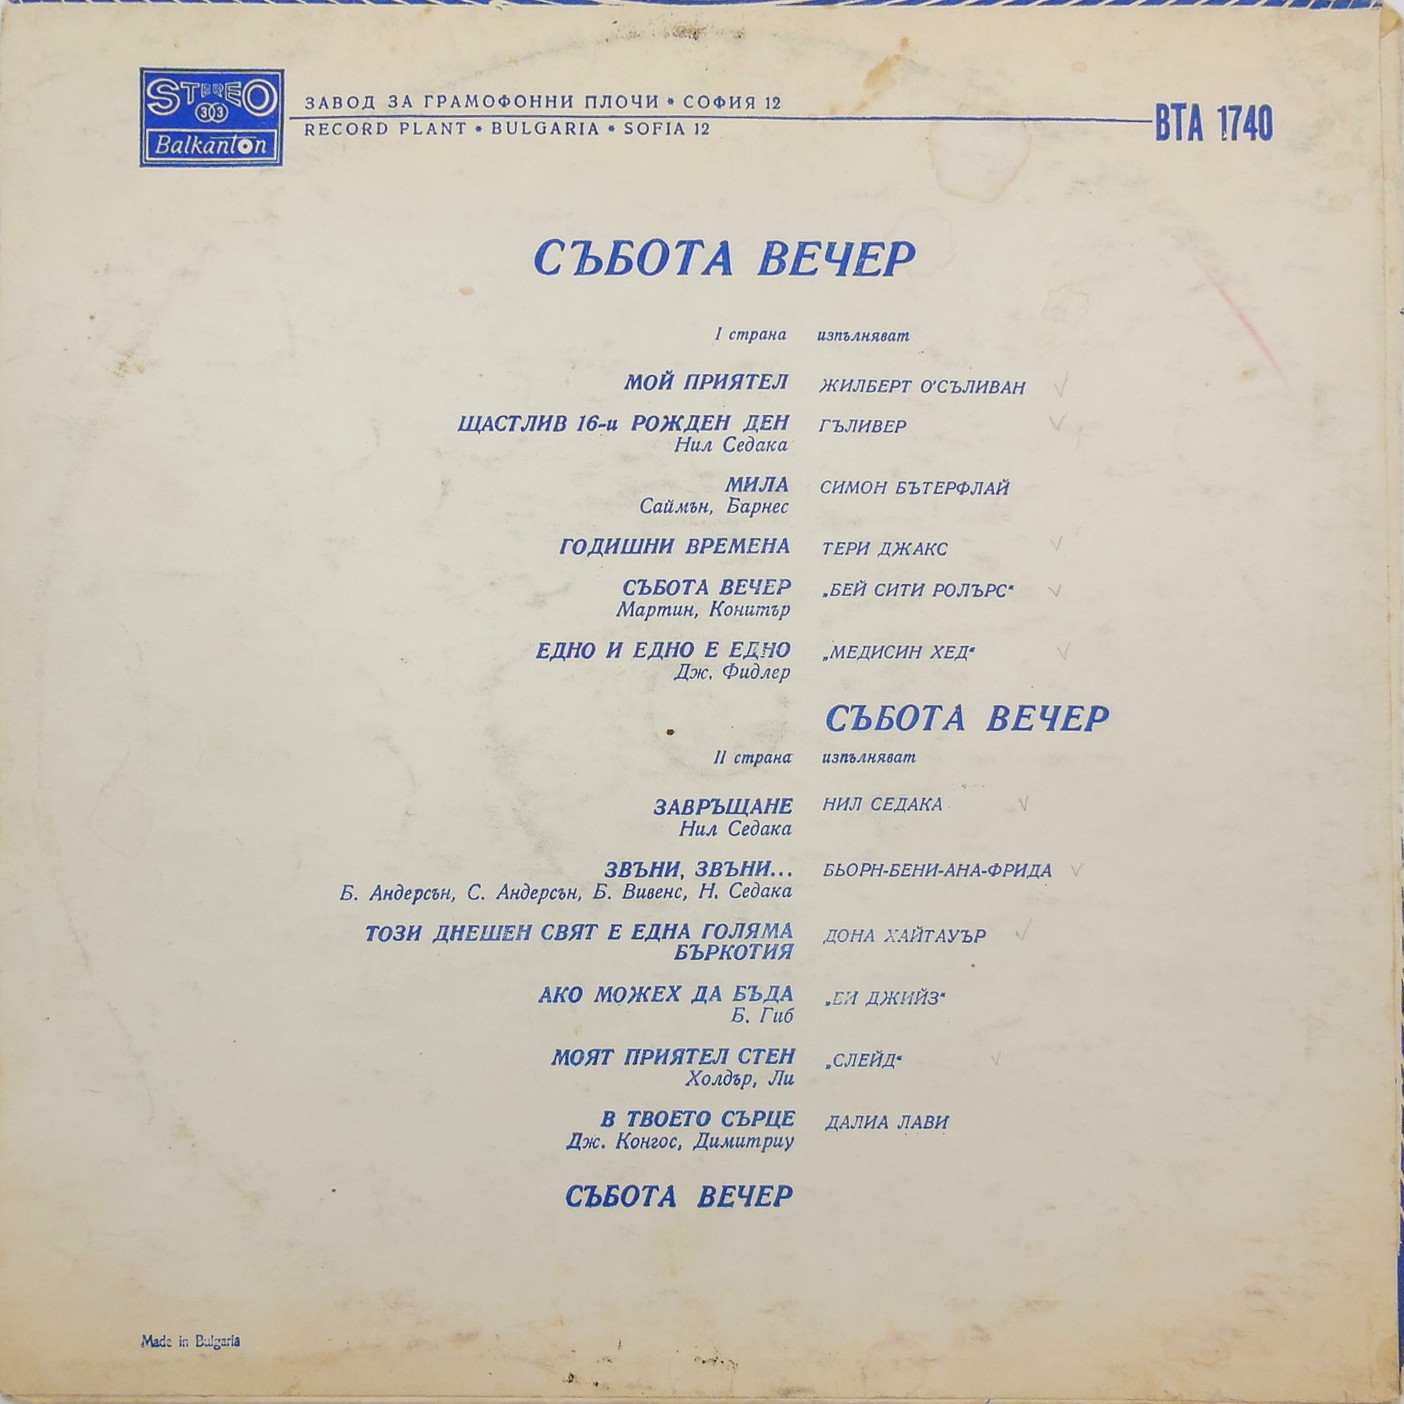 STEREO
33
Balkanton
ЗАВОД ЗА ГРАМОФОННИ ПЛОЧИ * СОФИЯ 12
RECORD PLANT * BULGARIA * SOFIA 12
ВТА 1740
СЪБОТА ВЕЧЕР
I страна изпълняват
МОЙ ПРИЯТЕЛ ЖИЛБЕРТ О'СЪЛИВАН
ЩАСТЛИВ 16-и РОЖДЕН ДЕН ГЪЛИВЕР
Нил Седака
МИЛА СИМОН БЪТЕРФЛАЙ
Саймън, Барнес
ГОДИШНИ ВРЕМЕНА ТЕРИ ДЖАКС
СЪБОТА ВЕЧЕР „БЕЙ СИТИ РОЛЪРС“
Мартин, Конитър
ЕДНО И ЕДНО Е ЕДНО „МЕДИСИН ХЕД“
Дж. Фидлер
СЪБОТА ВЕЧЕР
II страна изпълняват
ЗАВРЪЩАНЕ НИЛ СЕДАКА
Нил Седака
ЗВЪНИ, ЗВЪНИ... БЬОРН-БЕНИ-АНА-ФРИДА
Б. Андерсън, С. Андерсън, Б. Вивенс, Н. Седака
ТОЗИ ДНЕШЕН СВЯТ Е ЕДНА ГОЛЯМА ДОНА ХАЙТАУЪР
БЪРКОТИЯ
АКО МОЖЕХ ДА БЪДА „БИ ДЖИЙЗ“
Б. Гиб
МОЯТ ПРИЯТЕЛ СТЕН „СЛЕЙД“
Холдър, Ли
В ТВОЕТО СЪРЦЕ ДАЛИА ЛАВИ
Дж. Конгос, Димитриу
СЪБОТА ВЕЧЕР
Made in Bulgaria